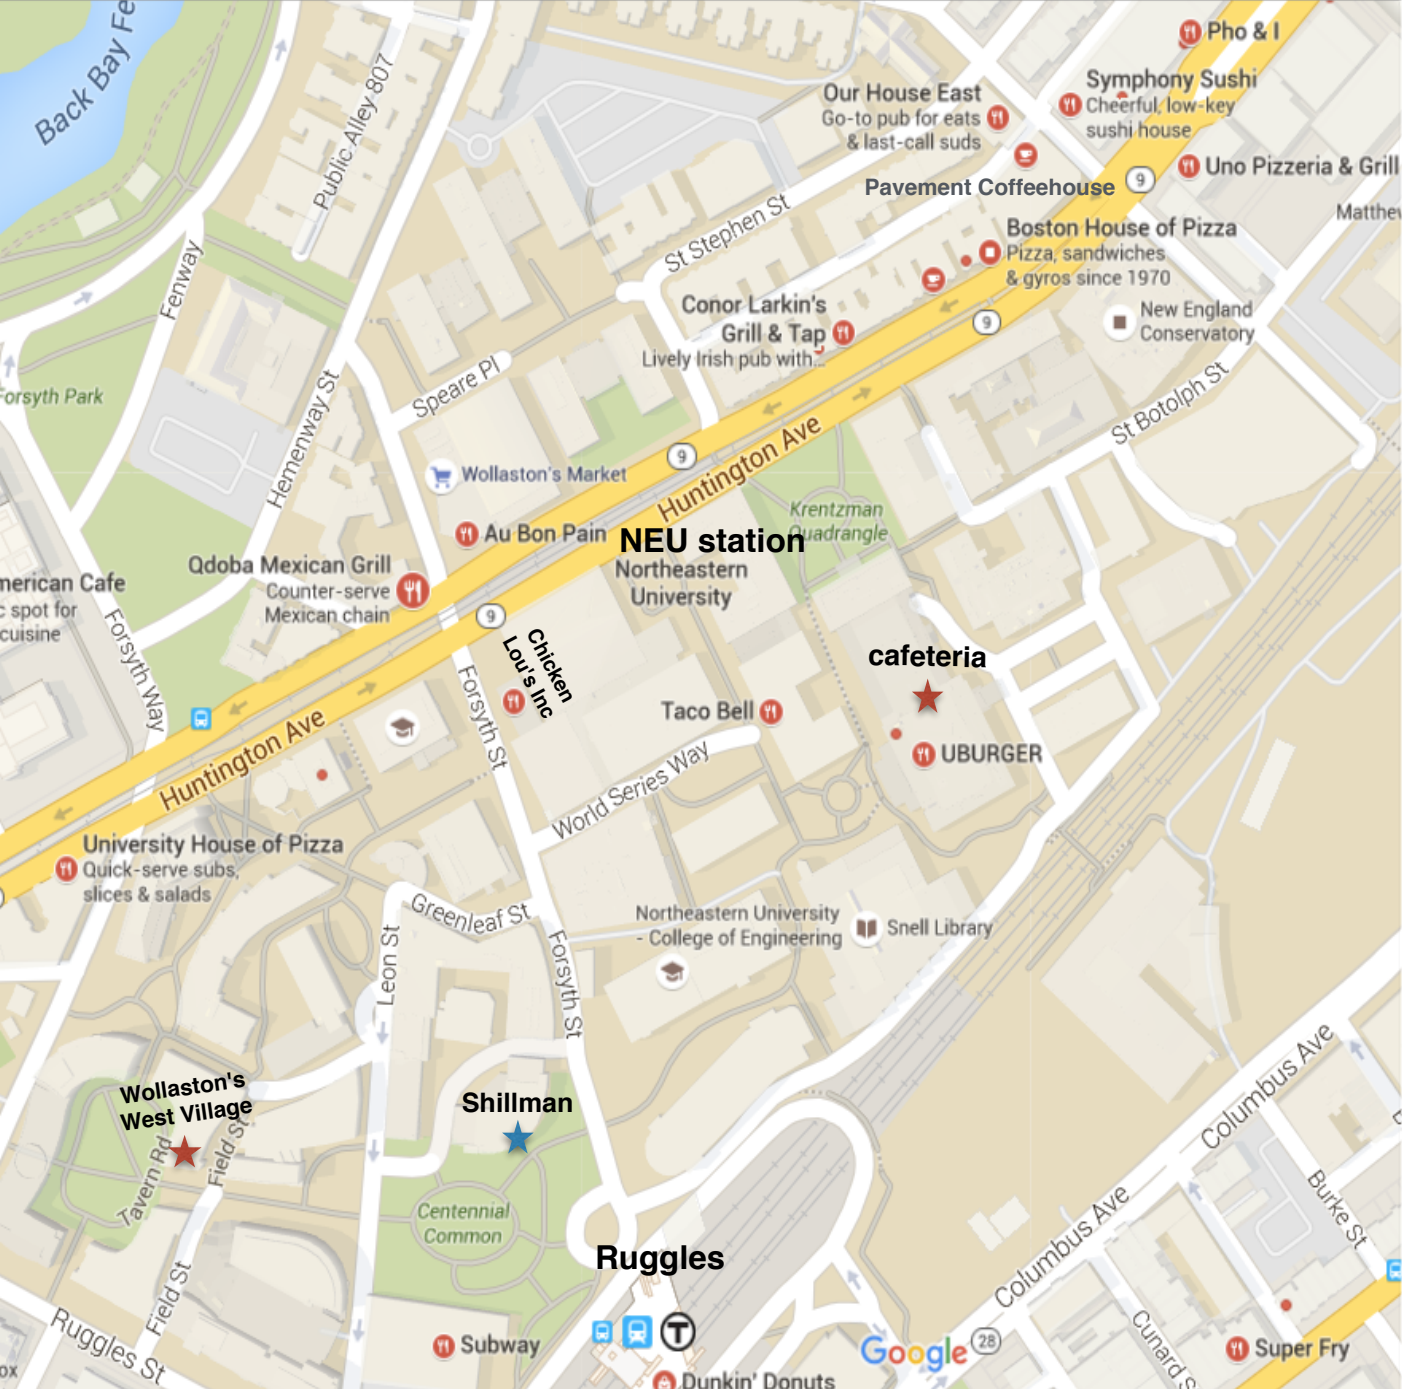 Back Bay Fe
Public Alley 807
Pho & I
Symphony Sushi
Cheerful, low-key
sushi house
Our House East
Go-to pub for eats
& last-call suds
Pavement Coffeehouse
9
Uno Pizzeria & Grill
Matthe
St Stephen St
Boston House of Pizza
Pizza, sandwiches
& gyros since 1970
Fenway
Conor Larkin's
Grill & Tap
Lively Irish pub with...
9
New England
Conservatory
Forsyth Park
Speare Pl
Hemenway St
St Botolph St
Wollaston's Market
9
Huntington Ave
Krentzman
Quadrangle
Au Bon Pain
NEU station
Northeastern
University
Qdoba Mexican Grill
Counter-serve
Mexican chain
merican Cafe
c spot for
cuisine
9
Forsyth Way
Chicken
Lou's Inc
cafeteria
Forsyth St
Taco Bell
UBURGER
Huntington Ave
World Series Way
University House of Pizza
Quick-serve subs,
slices & salads
Greenleaf St
Northeastern University
- College of Engineering
Snell Library
Leon St
Forsyth St
Columbus Ave
Wollaston's
West Village
Shillman
Tavern Rd
Field St
Centennial
Common
Burke St
Columbus Ave
Ruggles
T
Field St
Ruggles St
Subway
Google
28
Cunard S
Super Fry
Dunkin' Donuts
ox